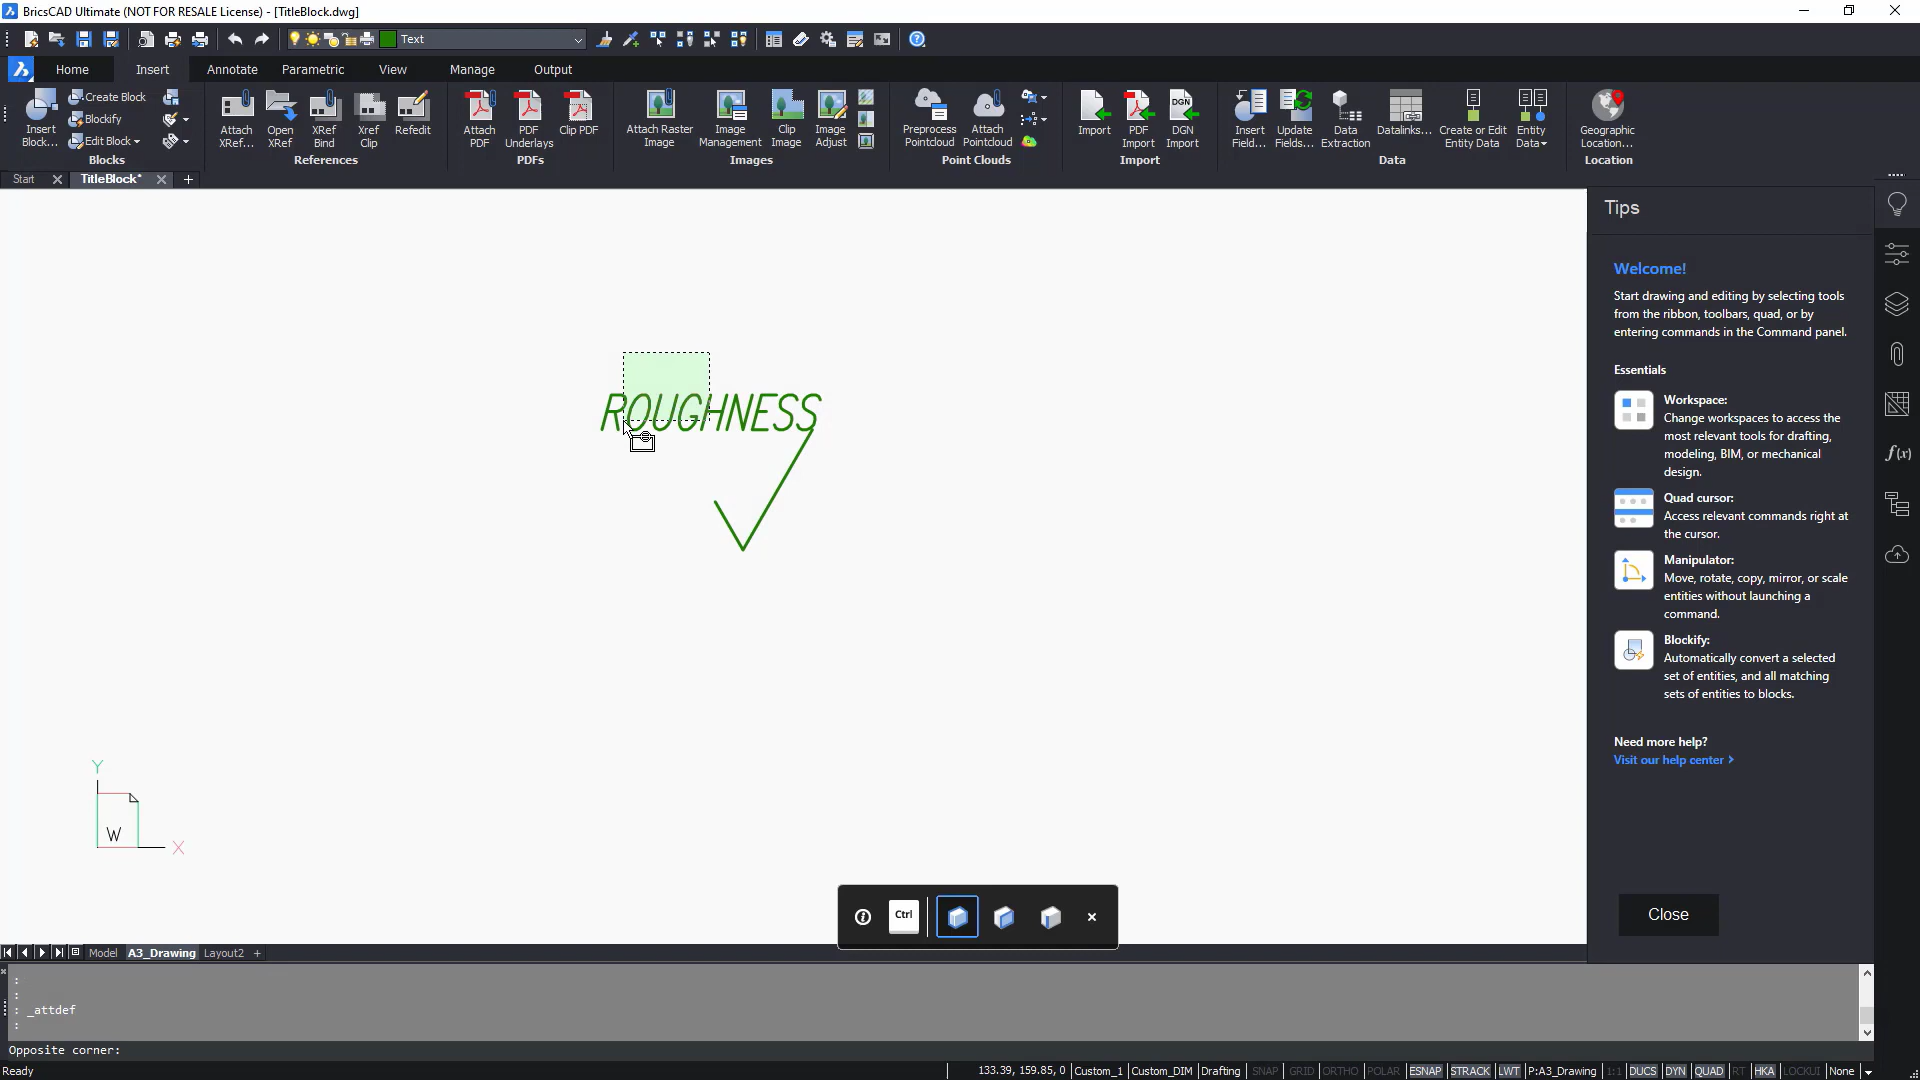 BricsCAD Ultimate (NOT FOR RESALE License) - [TitleBlock.dwg]
Text
Home Insert Annotate Parametric View Manage Output
Insert Block...
Create Block
Blockify
Edit Block
Blocks
Attach XRef...
Open XRef
XRef Bind
Xref Clip
Refedit
References
Attach PDF
PDF Underlays
Clip PDF
PDFs
Attach Raster Image
Image Management
Clip Image
Image Adjust
Images
Preprocess Pointcloud
Attach Pointcloud
Point Clouds
Import
PDF Import
DGN Import
Import
Insert Field...
Update Fields...
Data Extraction
Datalinks...
Create or Edit Entity Data
Entity Data
Data
Geographic Location...
Location
Start TitleBlock*
ROUGHNESS
Y
W
X
Tips
Welcome!
Start drawing and editing by selecting tools
from the ribbon, toolbars, quad, or by
entering commands in the Command panel.
Essentials
Workspace:
Change workspaces to access the
most relevant tools for drafting,
modeling, BIM, or mechanical
design.
Quad cursor:
Access relevant commands right at
the cursor.
Manipulator:
Move, rotate, copy, mirror, or scale
entities without launching a
command.
Blockify:
Automatically convert a selected
set of entities, and all matching
sets of entities to blocks.
Need more help?
Visit our help center
Close
f(x)
Ctrl
Model A3_Drawing Layout2 +
:
:
: _attdef
:
Opposite corner:
Ready 133.39, 159.85, 0 Custom_1 Custom_DIM Drafting SNAP GRID ORTHO POLAR ESNAP STRACK LWT P:A3_Drawing 1:1 DUCS DYN QUAD RT HKA LOCKUI None